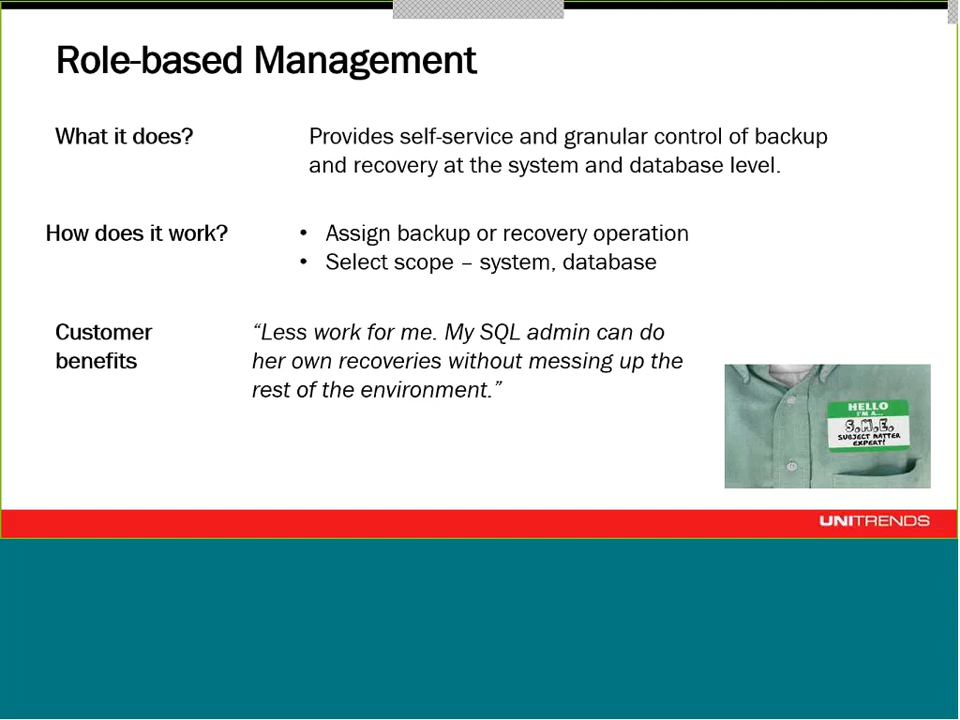 Role-based Management
What it does?
Provides self-service and granular control of backup
and recovery at the system and database level.
How does it work?
• Assign backup or recovery operation
• Select scope – system, database
Customer
benefits
“Less work for me. My SQL admin can do
her own recoveries without messing up the
rest of the environment.”
HELLO
I'M A...
S.M.E.
SUBJECT MATTER
EXPERT!
UNITRENDS